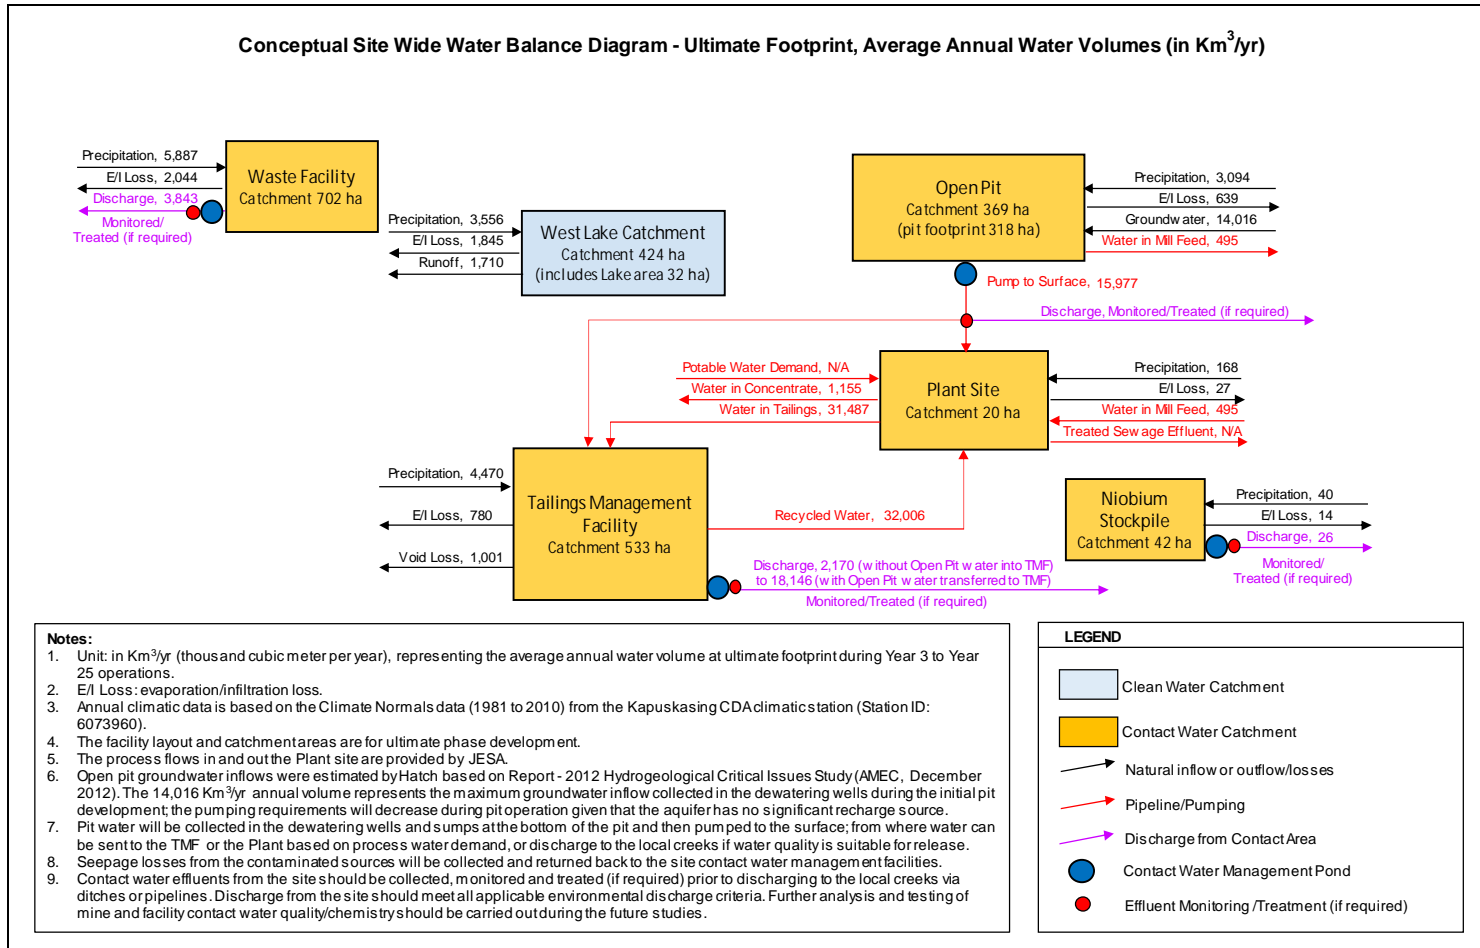 Conceptual Site Wide Water Balance Diagram - Ultimate Footprint, Average Annual Water Volumes (in Km³/yr)
Precipitation, 5,887
E/I Loss, 2,044
Discharge, 3,843
Monitored/
Treated (if required)
Waste Facility
Catchment 702 ha
Precipitation, 3,556
E/I Loss, 1,845
Runoff, 1,710
West Lake Catchment
Catchment 424 ha
(includes Lake area 32 ha)
Open Pit
Catchment 369 ha
(pit footprint 318 ha)
Precipitation, 3,094
E/I Loss, 639
Groundwater, 14,016
Water in Mill Feed, 495
Pump to Surface, 15,977
Discharge, Monitored/Treated (if required)
Potable Water Demand, N/A
Water in Concentrate, 1,155
Water in Tailings, 31,487
Plant Site
Catchment 20 ha
Precipitation, 168
E/I Loss, 27
Water in Mill Feed, 495
Treated Sewage Effluent, N/A
Precipitation, 4,470
E/I Loss, 780
Void Loss, 1,001
Tailings Management
Facility
Catchment 533 ha
Recycled Water, 32,006
Discharge, 2,170 (without Open Pit water into TMF)
to 18,146 (with Open Pit water transferred to TMF)
Monitored/Treated (if required)
Niobium
Stockpile
Catchment 42 ha
Precipitation, 40
E/I Loss, 14
Discharge, 26
Monitored/
Treated (if required)
Notes:
1. Unit: in Km³/yr (thousand cubic meter per year), representing the average annual water volume at ultimate footprint during Year 3 to Year
25 operations.
2. E/I Loss: evaporation/infiltration loss.
3. Annual climatic data is based on the Climate Normals data (1981 to 2010) from the Kapuskasing CDA climatic station (Station ID:
6073960).
4. The facility layout and catchment areas are for ultimate phase development.
5. The process flows in and out the Plant site are provided by JESA.
6. Open pit groundwater inflows were estimated by Hatch based on Report - 2012 Hydrogeological Critical Issues Study (AMEC, December
2012). The 14,016 Km³/yr annual volume represents the maximum groundwater inflow collected in the dewatering wells during the initial pit
development; the pumping requirements will decrease during pit operation given that the aquifer has no significant recharge source.
7. Pit water will be collected in the dewatering wells and sumps at the bottom of the pit and then pumped to the surface; from where water can
be sent to the TMF or the Plant based on process water demand, or discharge to the local creeks if water quality is suitable for release.
8. Seepage losses from the contaminated sources will be collected and returned back to the site contact water management facilities.
9. Contact water effluents from the site should be collected, monitored and treated (if required) prior to discharging to the local creeks via
ditches or pipelines. Discharge from the site should meet all applicable environmental discharge criteria. Further analysis and testing of
mine and facility contact water quality/chemistry should be carried out during the future studies.
LEGEND
Clean Water Catchment
Contact Water Catchment
Natural inflow or outflow/losses
Pipeline/Pumping
Discharge from Contact Area
Contact Water Management Pond
Effluent Monitoring /Treatment (if required)